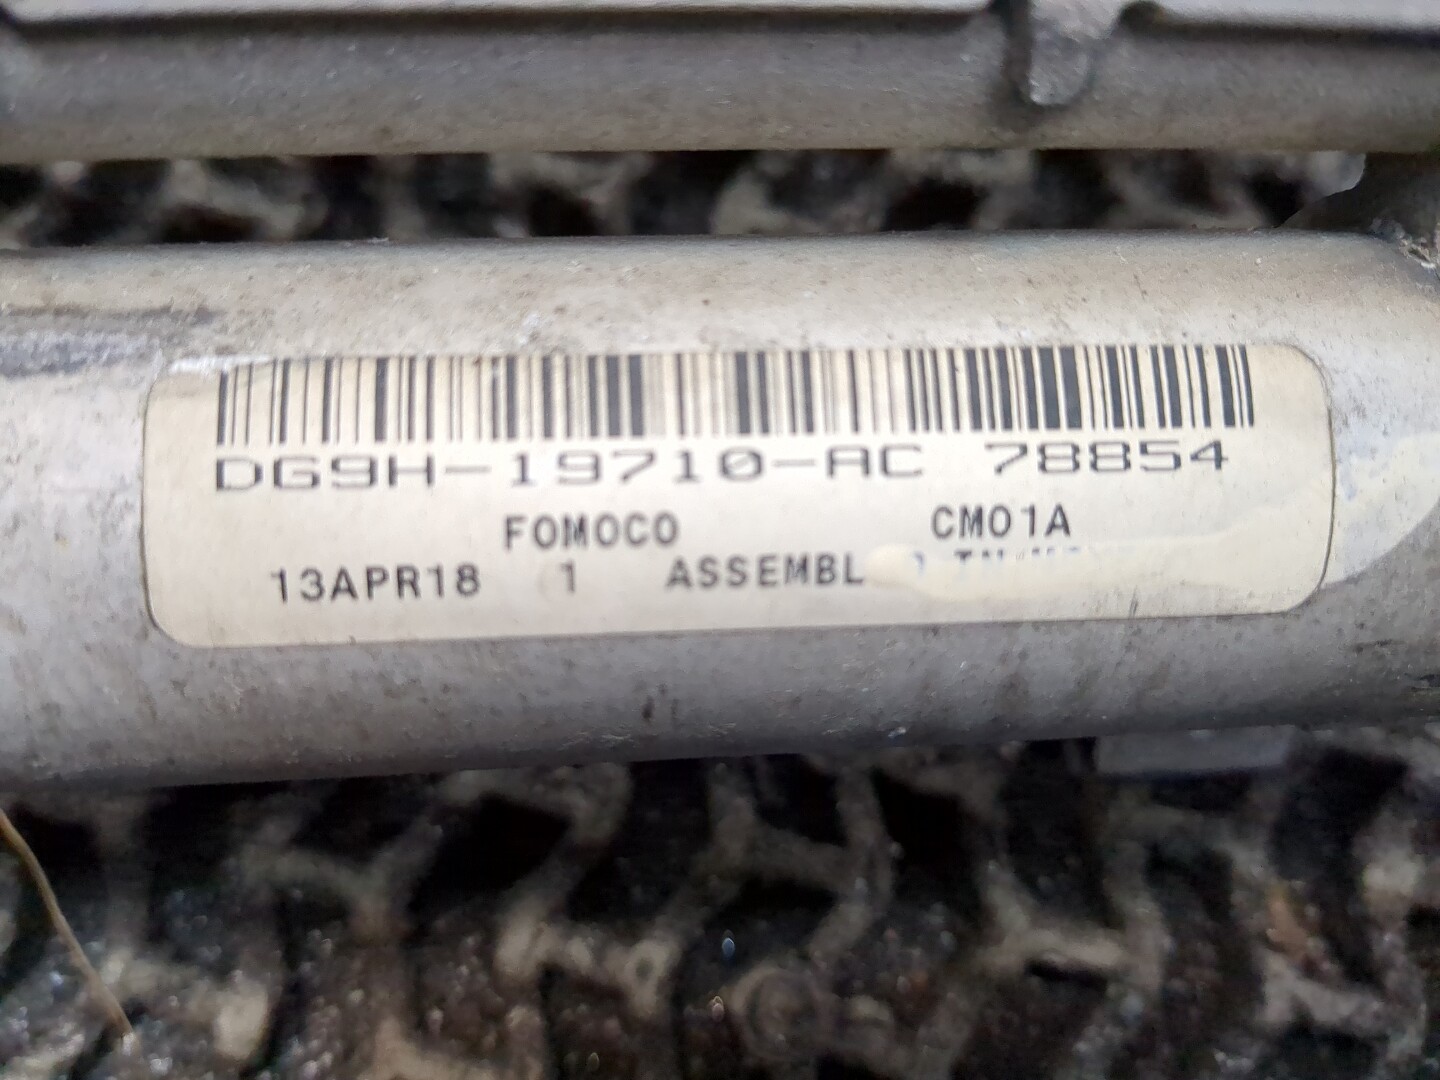 DG9H-19710-AC 78854
FOMOCO CM01A
13APR18 1 ASSEMBL